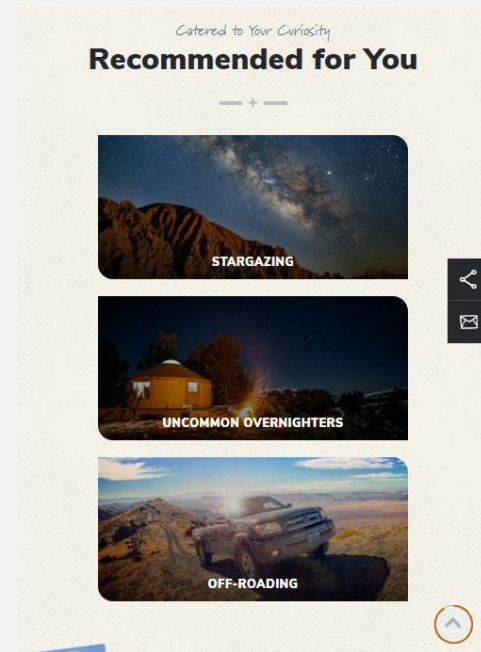 Catered to Your Curiosity
Recommended for You
STARGAZING
UNCOMMON OVERNIGHTERS
OFF-ROADING